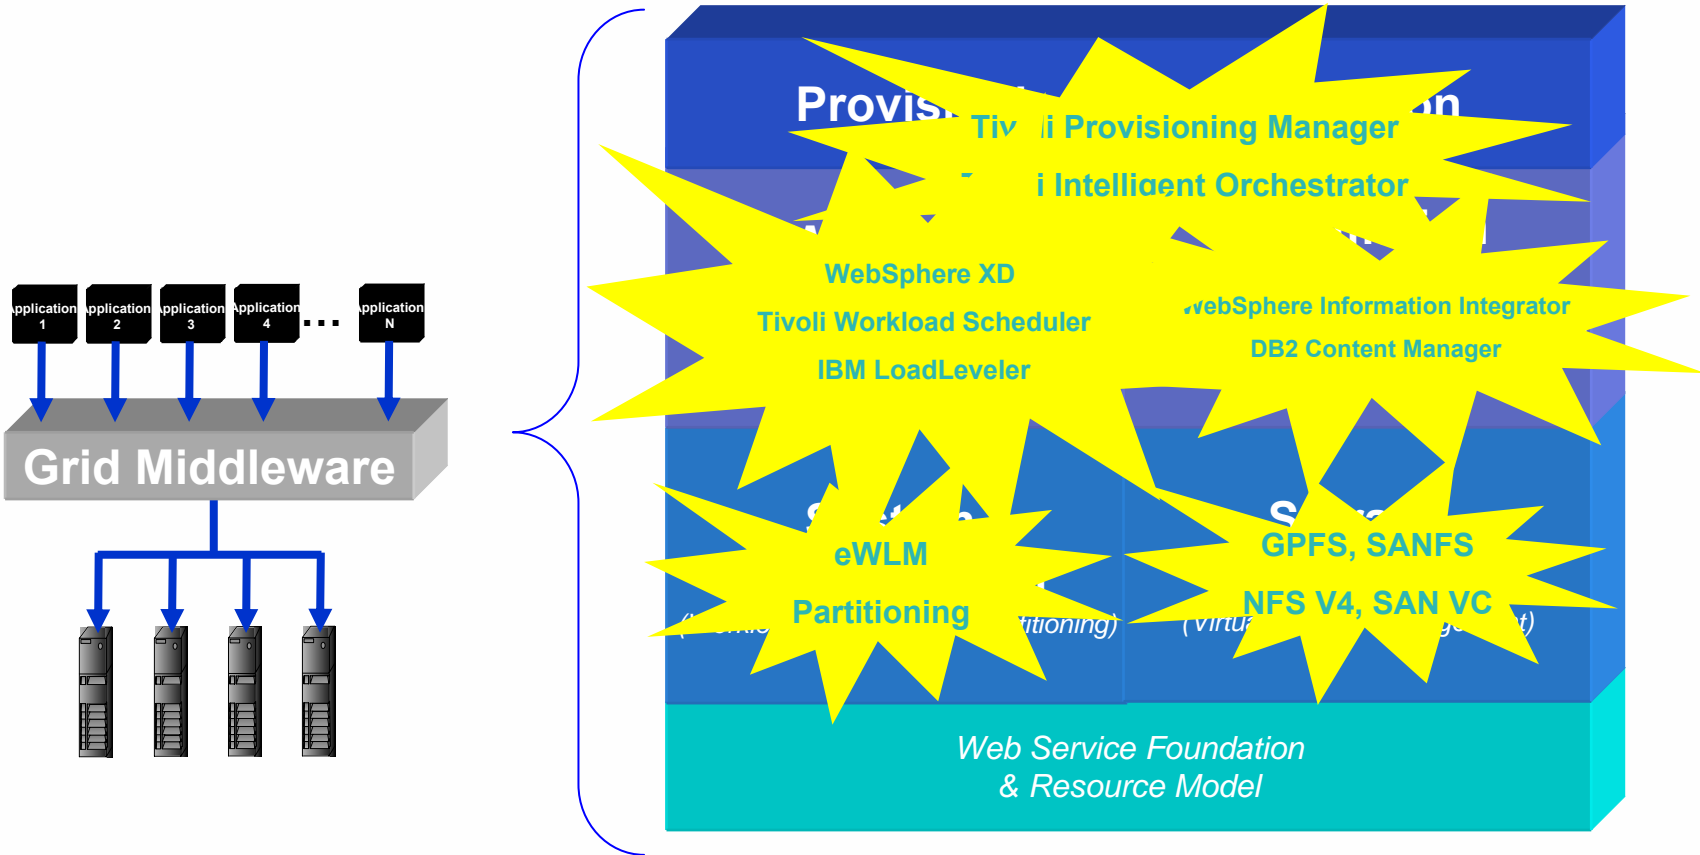 Tivoli Provisioning Manager
i Intelligent Orchestrator
WebSphere XD
Tivoli Workload Scheduler
IBM LoadLeveler
WebSphere Information Integrator
DB2 Content Manager
Application 1
Application 2
Application 3
Application 4
...
Application N
Grid Middleware
eWLM
Partitioning
GPFS, SANFS
NFS V4, SAN VC
Web Service Foundation
& Resource Model